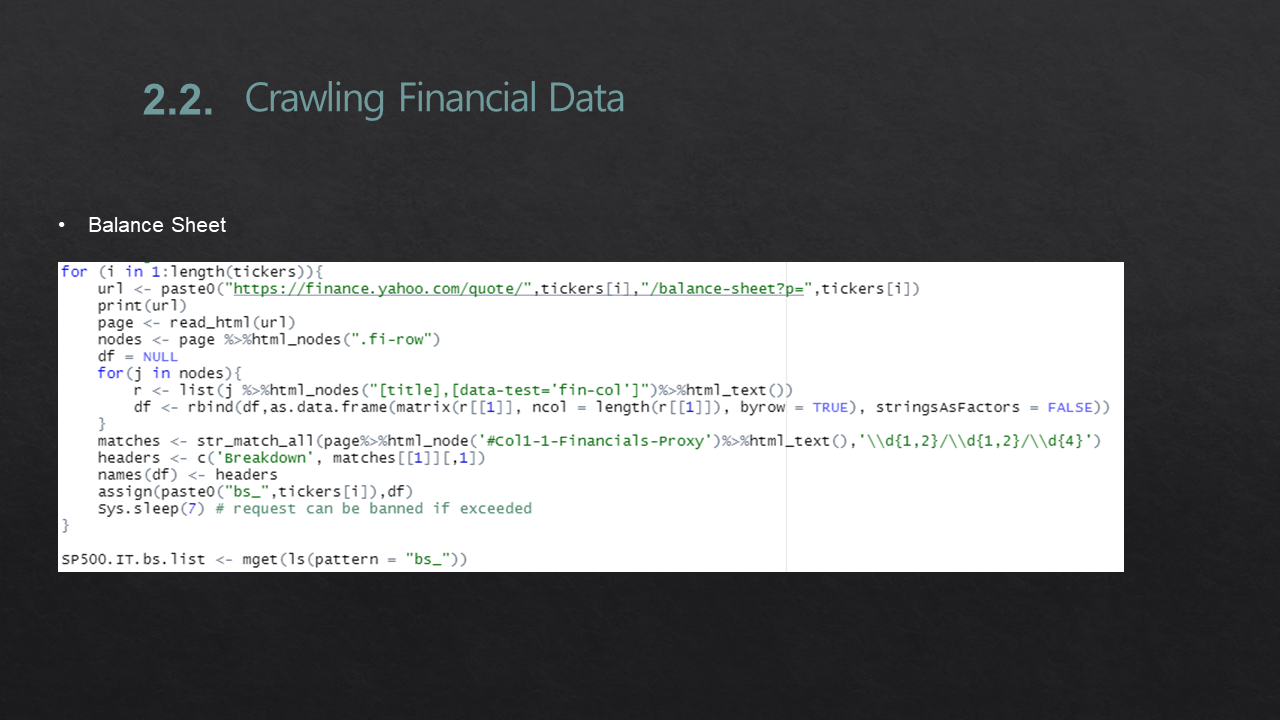 2.2. Crawling Financial Data
• Balance Sheet
for (i in 1:length(tickers)){
    url <- paste0("https://finance.yahoo.com/quote/",tickers[i],"/balance-sheet?p=",tickers[i])
    print(url)
    page <- read_html(url)
    nodes <- page %>%html_nodes(".fi-row")
    df = NULL
    for(j in nodes){
        r <- list(j %>%html_nodes("[title],[data-test='fin-col']")%>%html_text())
        df <- rbind(df,as.data.frame(matrix(r[[1]], ncol = length(r[[1]]), byrow = TRUE), stringsAsFactors = FALSE))
    }
    matches <- str_match_all(page%>%html_node('#Col1-1-Financials-Proxy')%>%html_text(),'\\d{1,2}/\\d{1,2}/\\d{4}')
    headers <- c('Breakdown', matches[[1]][,1])
    names(df) <- headers
    assign(paste0("bs_",tickers[i]),df)
    Sys.sleep(7) # request can be banned if exceeded
}
SP500.IT.bs.list <- mget(ls(pattern = "bs_"))